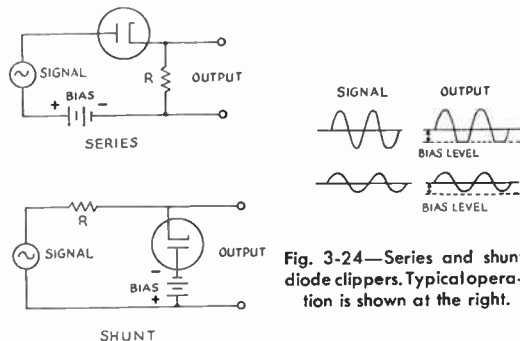 SIGNAL
R
OUTPUT
+ BIAS -
SERIES
R
SIGNAL
OUTPUT
-
BIAS
+
SHUNT
SIGNAL OUTPUT
BIAS LEVEL
BIAS LEVEL
Fig. 3-24—Series and shunt
diode clippers. Typical opera-
tion is shown at the right.